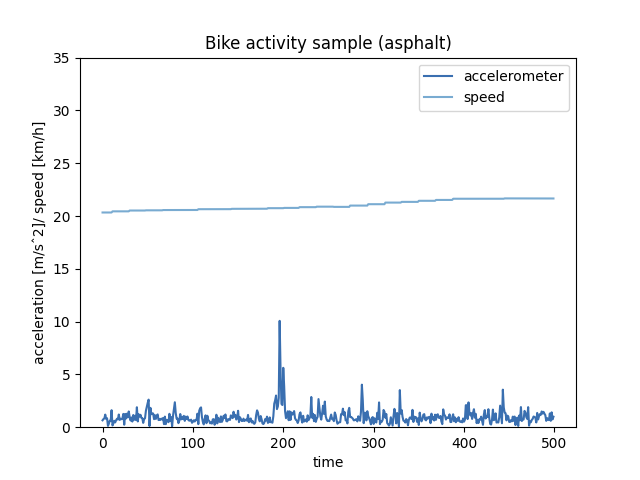 Bike activity sample (asphalt)
accelerometer
speed
acceleration [m/sˆ2]/ speed [km/h]
35
30
25
20
15
10
5
0
0 100 200 300 400 500
time